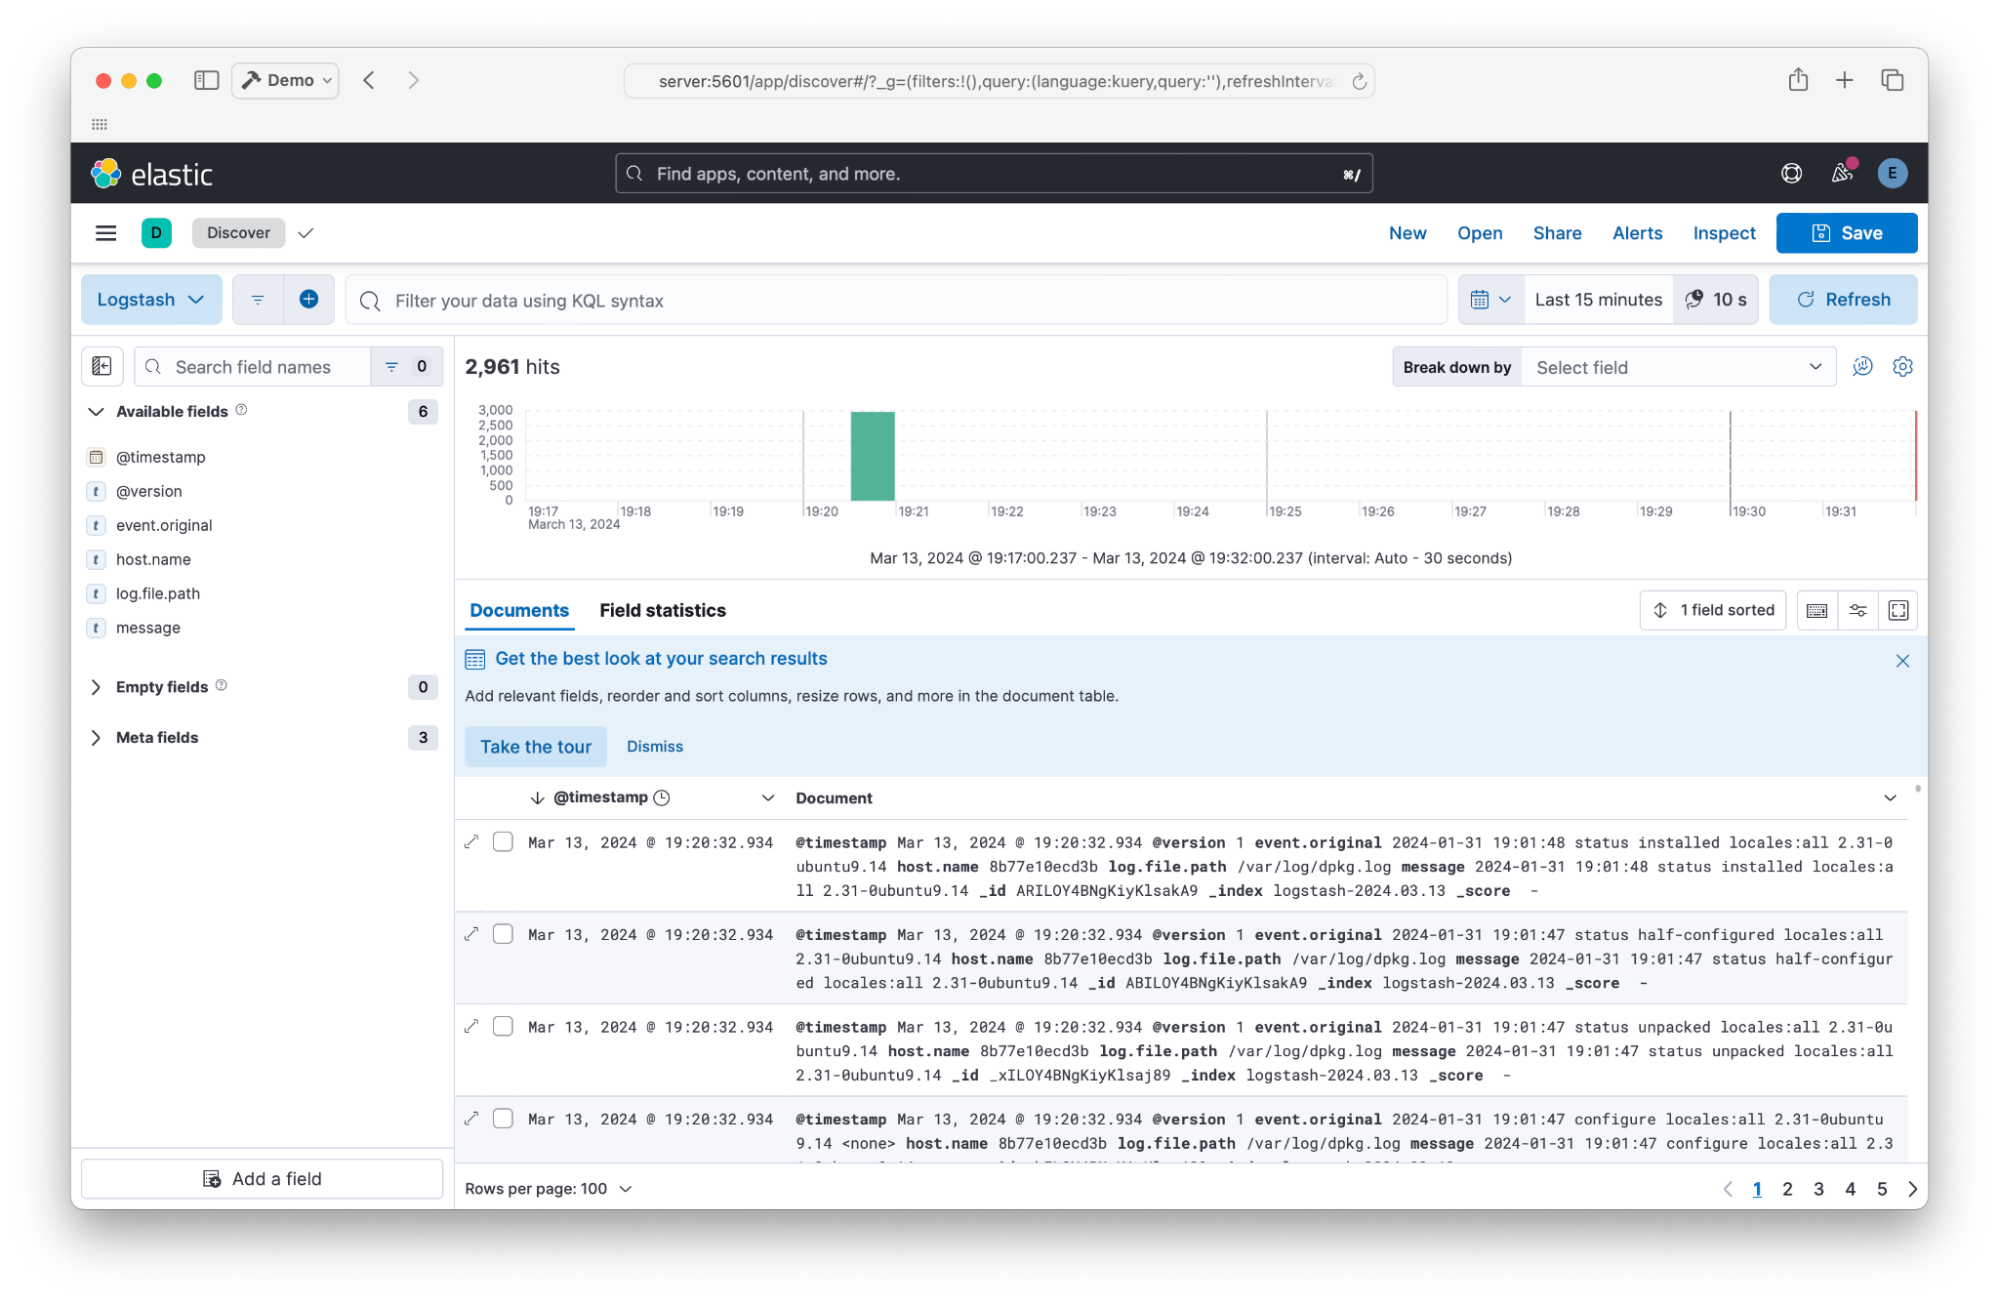 Demo
server:5601/app/discover#/?_g=(filters:!(),query:(language:kuery,query:''),refreshInterva
elastic
Find apps, content, and more.
⌘/
E
D
Discover
New
Open
Share
Alerts
Inspect
Save
Logstash
Filter your data using KQL syntax
Last 15 minutes
10 s
Refresh
Search field names
0
2,961 hits
Break down by
Select field
Available fields
6
@timestamp
t @version
t event.original
t host.name
t log.file.path
t message
Empty fields
0
Meta fields
3
3,000
2,500
2,000
1,500
1,000
500
0
19:17 19:18 19:19 19:20 19:21 19:22 19:23 19:24 19:25 19:26 19:27 19:28 19:29 19:30 19:31
March 13, 2024
Mar 13, 2024 @ 19:17:00.237 - Mar 13, 2024 @ 19:32:00.237 (interval: Auto - 30 seconds)
Documents
Field statistics
1 field sorted
Get the best look at your search results
Add relevant fields, reorder and sort columns, resize rows, and more in the document table.
Take the tour
Dismiss
@timestamp
Document
Mar 13, 2024 @ 19:20:32.934
@timestamp Mar 13, 2024 @ 19:20:32.934 @version 1 event.original 2024-01-31 19:01:48 status installed locales:all 2.31-0
ubuntu9.14 host.name 8b77e10ecd3b log.file.path /var/log/dpkg.log message 2024-01-31 19:01:48 status installed locales:a
ll 2.31-0ubuntu9.14 _id ARILOY4BNgKiyKlsakA9 _index logstash-2024.03.13 _score -
Mar 13, 2024 @ 19:20:32.934
@timestamp Mar 13, 2024 @ 19:20:32.934 @version 1 event.original 2024-01-31 19:01:47 status half-configured locales:all
2.31-0ubuntu9.14 host.name 8b77e10ecd3b log.file.path /var/log/dpkg.log message 2024-01-31 19:01:47 status half-configur
ed locales:all 2.31-0ubuntu9.14 _id ABILOY4BNgKiyKlsakA9 _index logstash-2024.03.13 _score -
Mar 13, 2024 @ 19:20:32.934
@timestamp Mar 13, 2024 @ 19:20:32.934 @version 1 event.original 2024-01-31 19:01:47 status unpacked locales:all 2.31-0u
buntu9.14 host.name 8b77e10ecd3b log.file.path /var/log/dpkg.log message 2024-01-31 19:01:47 status unpacked locales:all
2.31-0ubuntu9.14 _id _xILOY4BNgKiyKlsaj89 _index logstash-2024.03.13 _score -
Mar 13, 2024 @ 19:20:32.934
@timestamp Mar 13, 2024 @ 19:20:32.934 @version 1 event.original 2024-01-31 19:01:47 configure locales:all 2.31-0ubuntu
9.14 <none> host.name 8b77e10ecd3b log.file.path /var/log/dpkg.log message 2024-01-31 19:01:47 configure locales:all 2.3
Add a field
Rows per page: 100
1 2 3 4 5